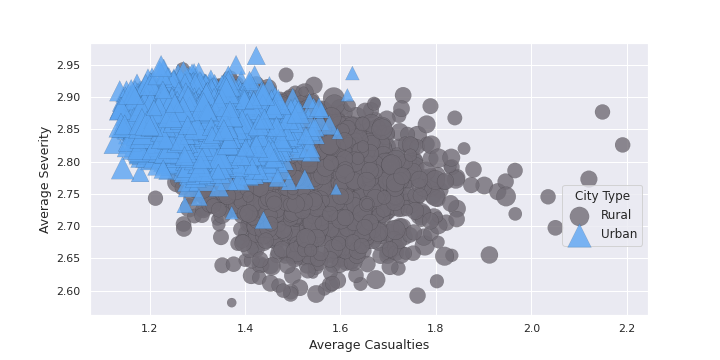 2.95
2.90
2.85
2.80
2.75
2.70
2.65
2.60
Average Severity
1.2 1.4 1.6 1.8 2.0 2.2
Average Casualties
City Type
Rural
Urban